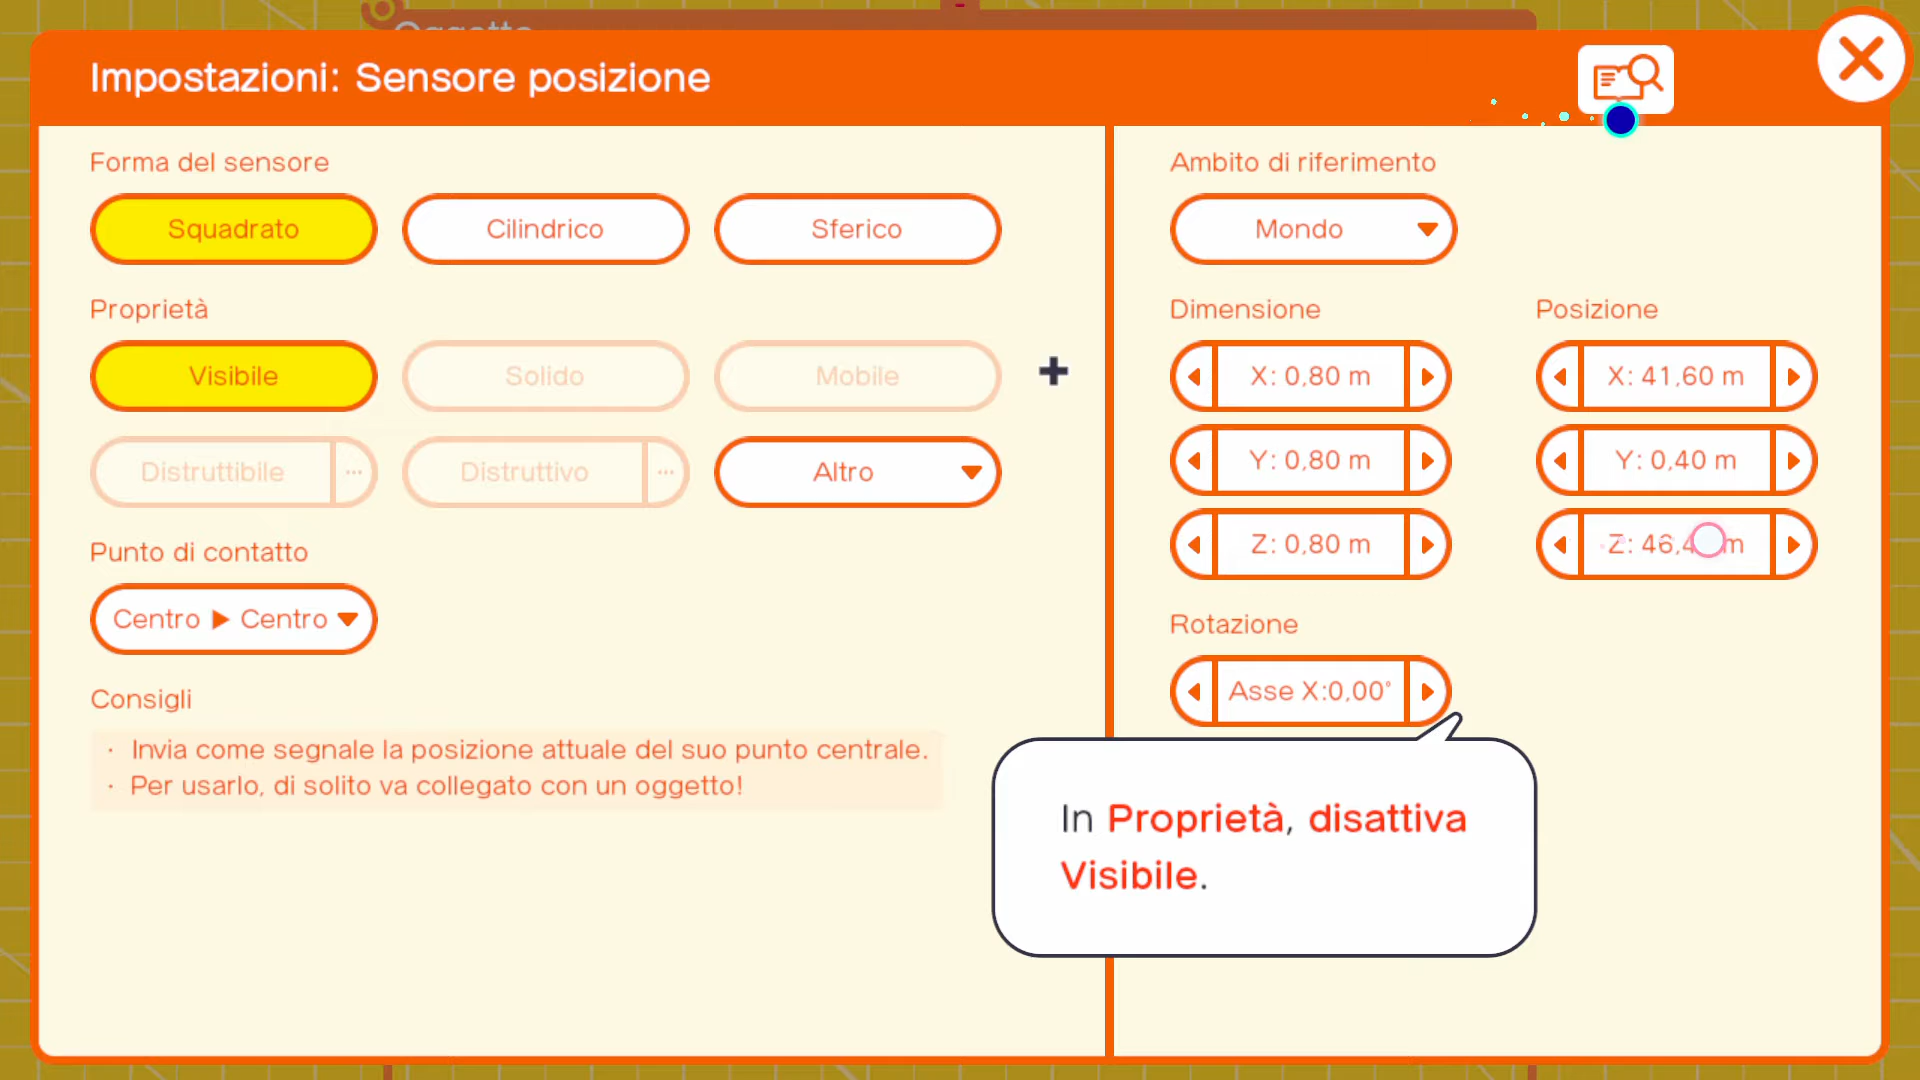 Impostazioni: Sensore posizione
Forma del sensore
Squadrato
Cilindrico
Sferico
Proprietà
Visibile
Solido
Mobile
Distruttibile ...
Distruttivo ...
Altro
Punto di contatto
Centro ▶ Centro
Consigli
· Invia come segnale la posizione attuale del suo punto centrale.
· Per usarlo, di solito va collegato con un oggetto!
Ambito di riferimento
Mondo
Dimensione
X: 0,80 m
Y: 0,80 m
Z: 0,80 m
Posizione
X: 41,60 m
Y: 0,40 m
Z: m
Rotazione
Asse X:0,00°
In Proprietà, disattiva
Visibile.